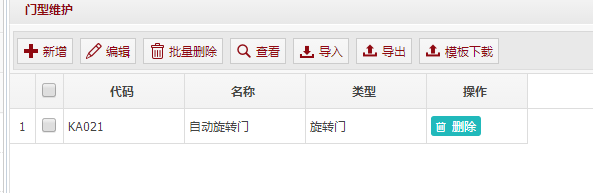 门型维护
新增 编辑 批量删除 查看 导入 导出 模板下载
代码 名称 类型 操作
1 KA021 自动旋转门 旋转门 删除